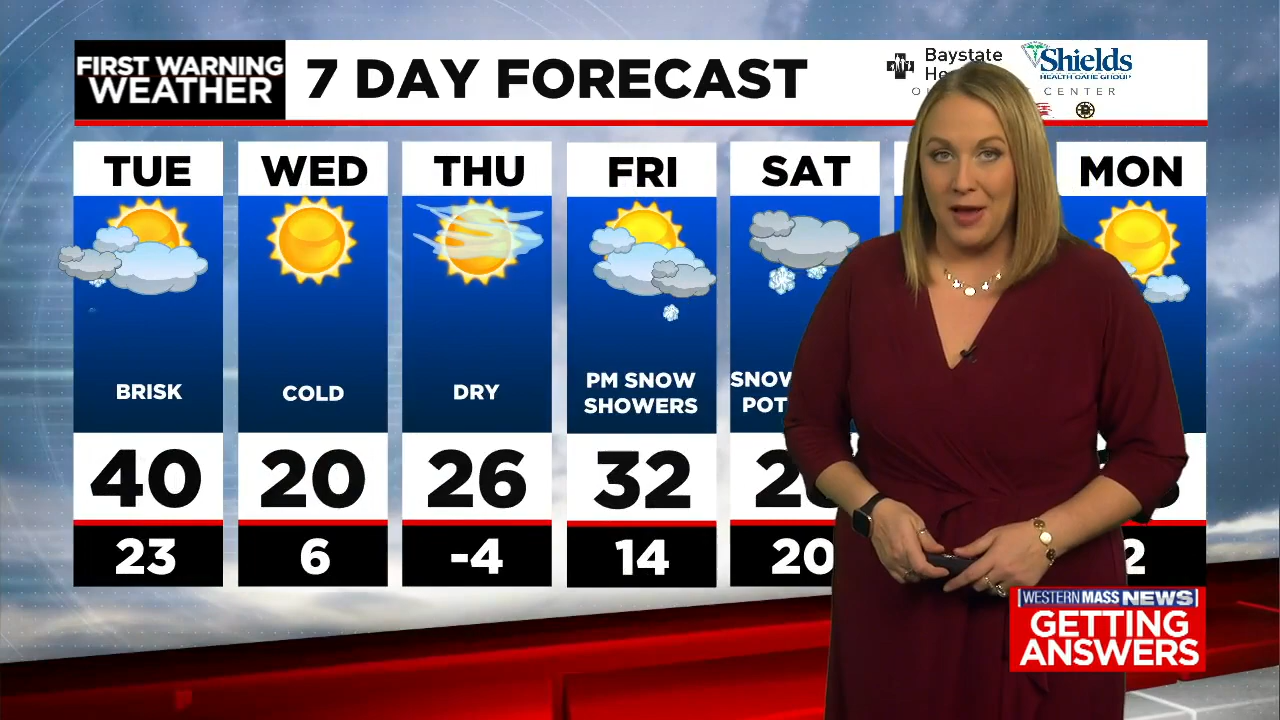 FIRST WARNING
WEATHER
7 DAY FORECAST
Baystate
Shields
HEALTH CARE GROUP
CENTER
TUE
WED
THU
FRI
SAT
MON
BRISK
COLD
DRY
PM SNOW
SHOWERS
SNOW
POT
40
20
26
32
23
6
-4
14
20
WESTERN MASS NEWS
GETTING
ANSWERS